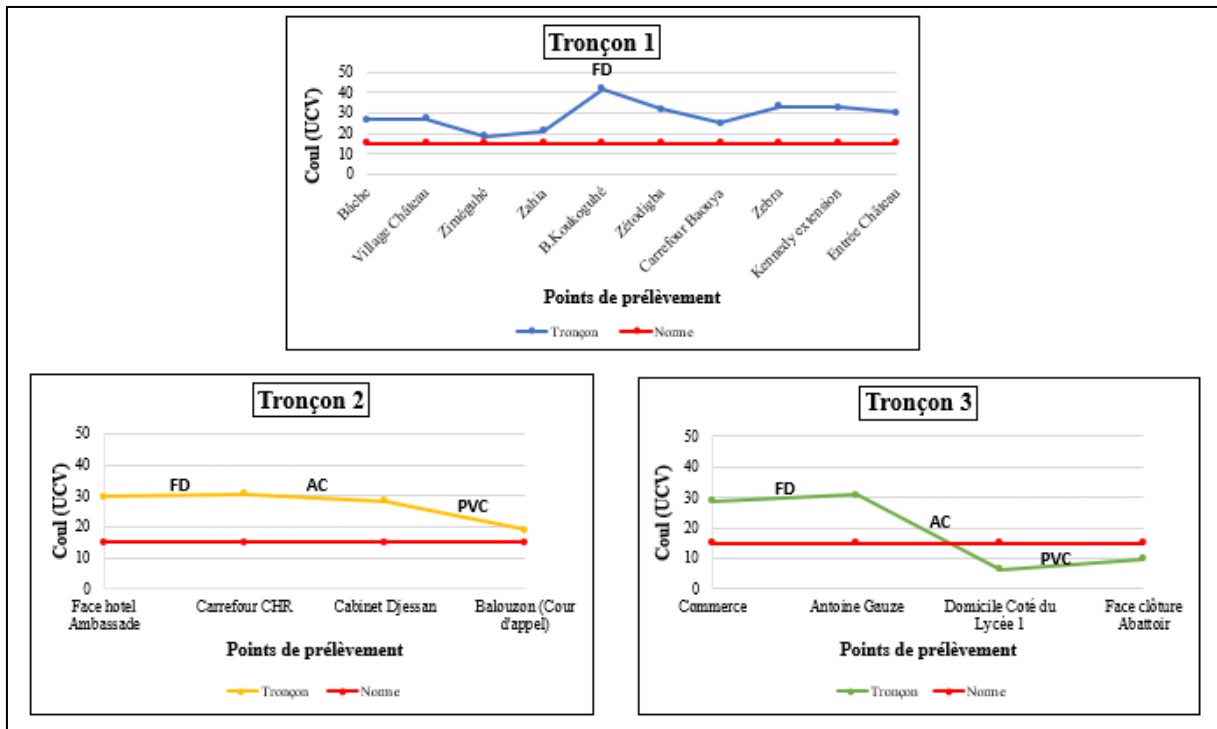 Tronçon 1
FD
Coul (UCV)
50
40
30
20
10
0
Bâche
Village Château
Ziméguhé
Zahia
B.Koukoguhé
Zétodigba
Carrefour Baouya
Zebra
Kennedy extension
Entrée Château
Points de prélèvement
Tronçon
Norme
Tronçon 2
Coul (UCV)
50
40
30
20
10
0
FD
AC
PVC
Face hotel
Ambassade
Carrefour CHR
Cabinet Djessan
Balouzon (Cour
d'appel)
Points de prélèvement
Tronçon
Norme
Tronçon 3
Coul (UCV)
50
40
30
20
10
0
FD
AC
PVC
Commerce
Antoine Gauze
Domicile Coté du
Lycée 1
Face clôture
Abattoir
Points de prélèvement
Tronçon
Norme